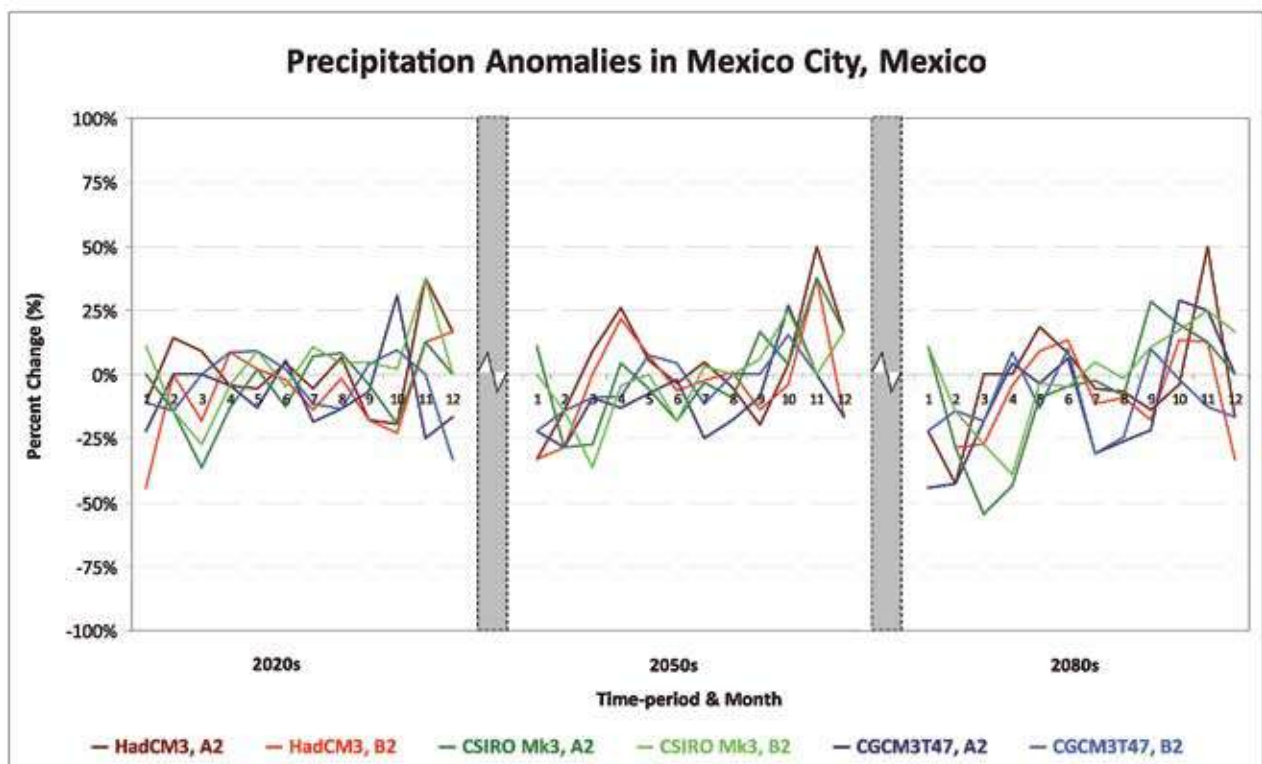 Precipitation Anomalies in Mexico City, Mexico
Percent Change (%)
100%
75%
50%
25%
0%
-25%
-50%
-75%
-100%
1 2 3 4 5 6 7 8 9 10 11 12
1 2 3 4 5 6 7 8 9 10 11 12
1 2 3 4 5 6 7 8 9 10 11 12
2020s 2050s 2080s
Time-period & Month
HadCM3, A2 HadCM3, B2 CSIRO Mk3, A2 CSIRO Mk3, B2 CGCM3T47, A2 CGCM3T47, B2